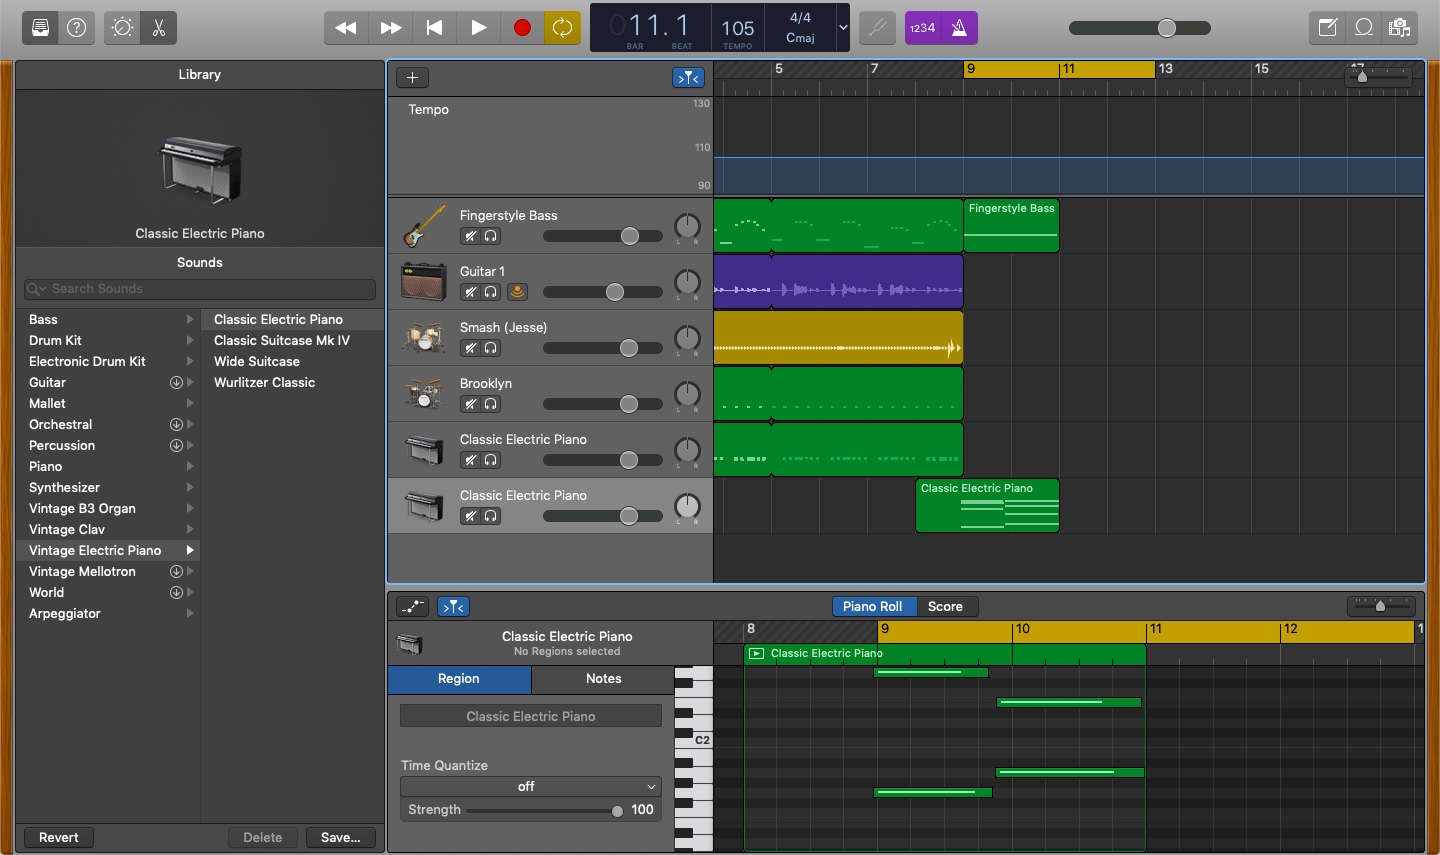 11.1
BAR BEAT
105
TEMPO
4/4
Cmaj
1234
Library
Classic Electric Piano
Sounds
Search Sounds
Bass
Drum Kit
Electronic Drum Kit
Guitar
Mallet
Orchestral
Percussion
Piano
Synthesizer
Vintage B3 Organ
Vintage Clav
Vintage Electric Piano
Vintage Mellotron
World
Arpeggiator
Classic Electric Piano
Classic Suitcase Mk IV
Wide Suitcase
Wurlitzer Classic
Revert
Delete
Save...
5 7 9 11 13 15 17
Tempo
130
110
90
Fingerstyle Bass
L R
Fingerstyle Bass
Guitar 1
L R
Smash (Jesse)
L R
Brooklyn
L R
Classic Electric Piano
L R
Classic Electric Piano
L R
Classic Electric Piano
Piano Roll Score
Classic Electric Piano
No Regions selected
Region Notes
Classic Electric Piano
Time Quantize
off
Strength 100
8 9 10 11 12
Classic Electric Piano
C2